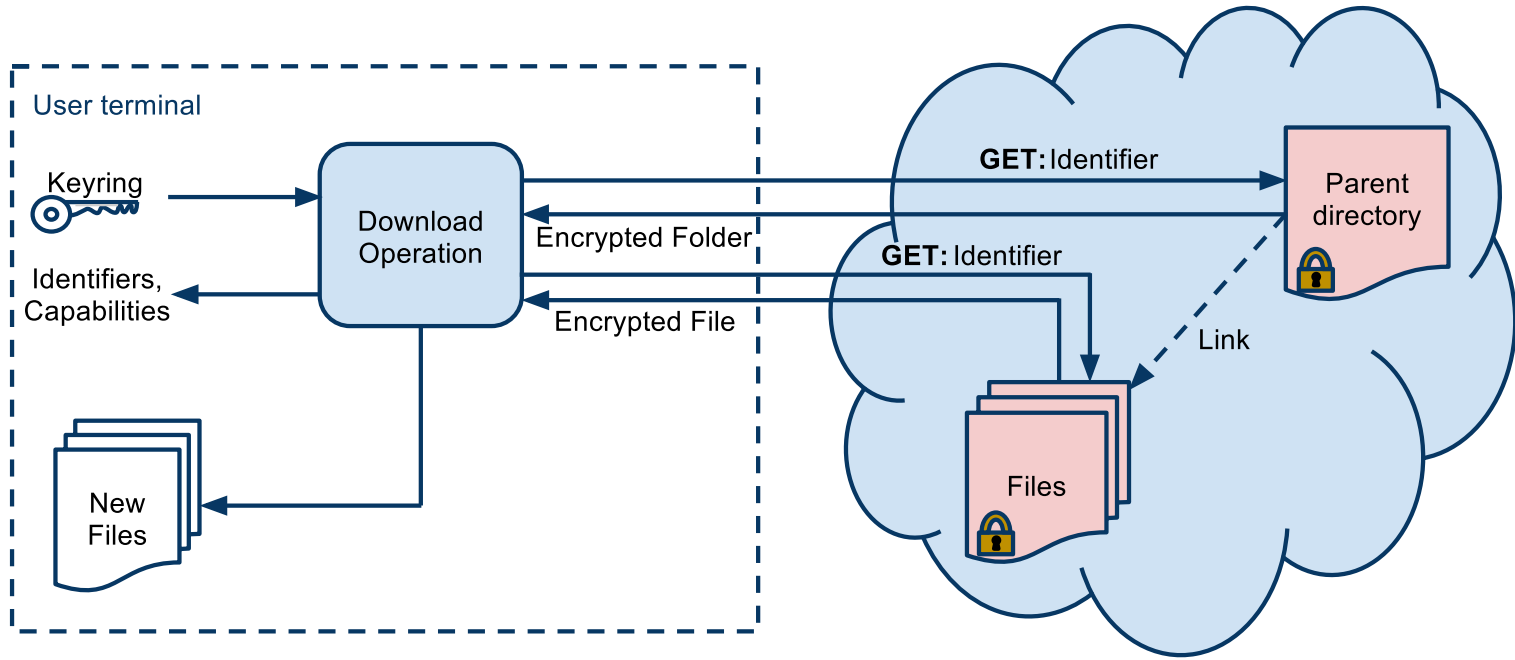 User terminal
Keyring
Download
Operation
Identifiers,
Capabilities
New
Files
GET: Identifier
Encrypted Folder
GET: Identifier
Encrypted File
Parent
directory
Link
Files